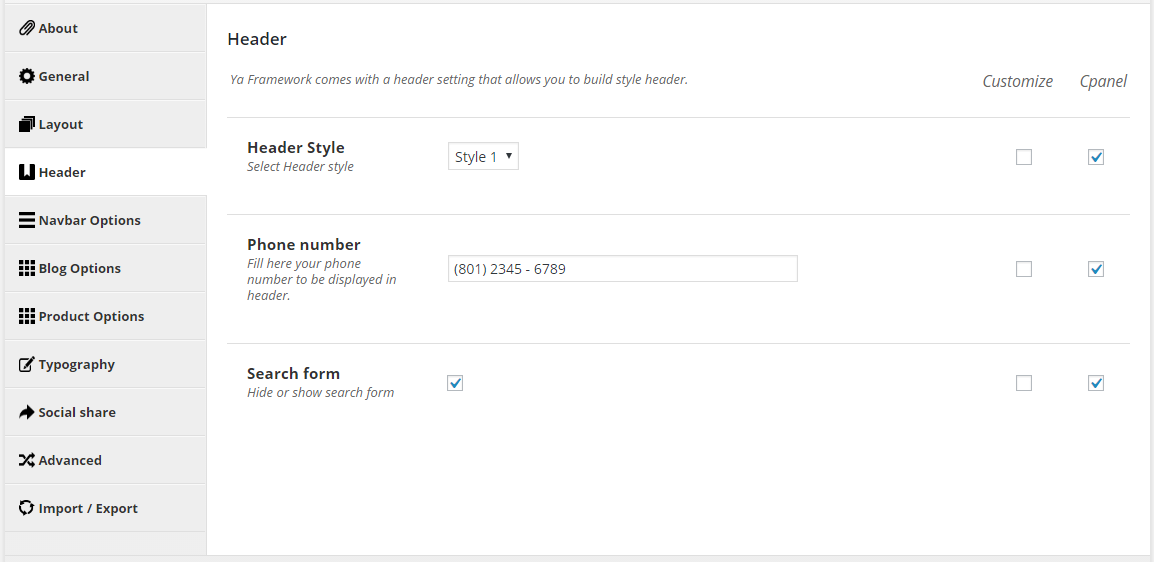 About
General
Layout
Header
Navbar Options
Blog Options
Product Options
Typography
Social share
Advanced
Import / Export
Header
Ya Framework comes with a header setting that allows you to build style header.
Customize
Cpanel
Header Style
Select Header style
Style 1
Phone number
Fill here your phone
number to be displayed in
header.
(801) 2345 - 6789
Search form
Hide or show search form